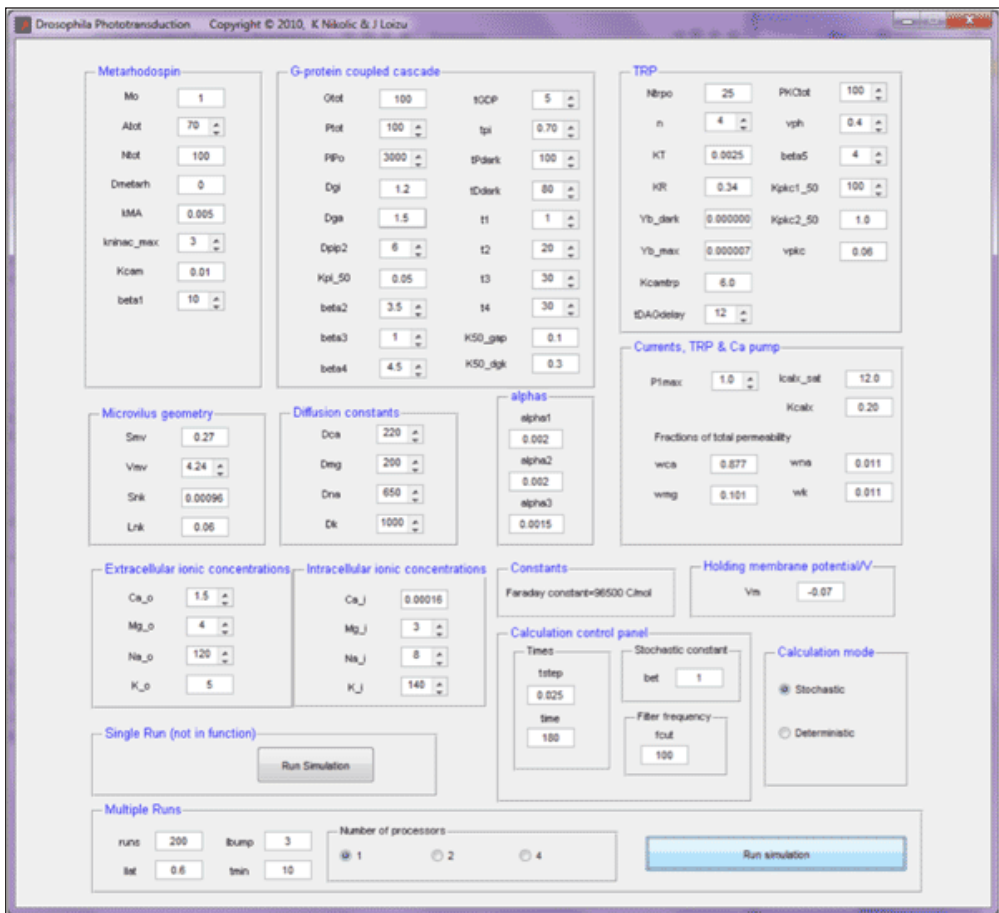 Drosophila Phototransduction Copyright © 2010, K Nikolic & J Loizu
Metarhodospin
Mo 1
Atot 70
Ntot 100
Dmetarh 0
kMA 0.005
kninac_max 3
Kcam 0.01
beta1 10
G-protein coupled cascade
Gtot 100 tGDP 5
Ptot 100 tpi 0.70
PIPo 3000 tPdark 100
Dgi 1.2 tDdark 80
Dga 1.5 t1 1
Dpip2 6 t2 20
Kpi_50 0.05 t3 30
beta2 3.5 t4 30
beta3 1 K50_gap 0.1
beta4 4.5 K50_dgk 0.3
TRP
Ntrpo 25 PKCtot 100
n 4 vph 0.4
KT 0.0025 beta5 4
KR 0.34 Kpkc1_50 100
Yb_dark 0.000000 Kpkc2_50 1.0
Yb_max 0.000007 vpkc 0.06
Kcamtrp 6.0
tDAGdelay 12
Currents, TRP & Ca pump
P1max 1.0 Icalx_sat 12.0
Kcalx 0.20
Fractions of total permeability
wca 0.877 wna 0.011
wmg 0.101 wk 0.011
Microvilus geometry
Smv 0.27
Vmv 4.24
Snk 0.00096
Lnk 0.06
Diffusion constants
Dca 220
Dmg 200
Dna 650
Dk 1000
alphas
alpha1
0.002
alpha2
0.002
alpha3
0.0015
Extracellular ionic concentrations
Ca_o 1.5
Mg_o 4
Na_o 120
K_o 5
Intracellular ionic concentrations
Ca_i 0.00016
Mg_i 3
Na_i 8
K_i 140
Constants
Faraday constant=96500 C/mol
Holding membrane potential/V
Vm -0.07
Calculation control panel
Times
tstep
0.025
time
180
Stochastic constant
bet 1
Filter frequency
fcut
100
Calculation mode
Stochastic
Deterministic
Single Run (not in function)
Run Simulation
Multiple Runs
runs 200 Ibump 3
llat 0.6 tmin 10
Number of processors
1 2 4
Run simulation